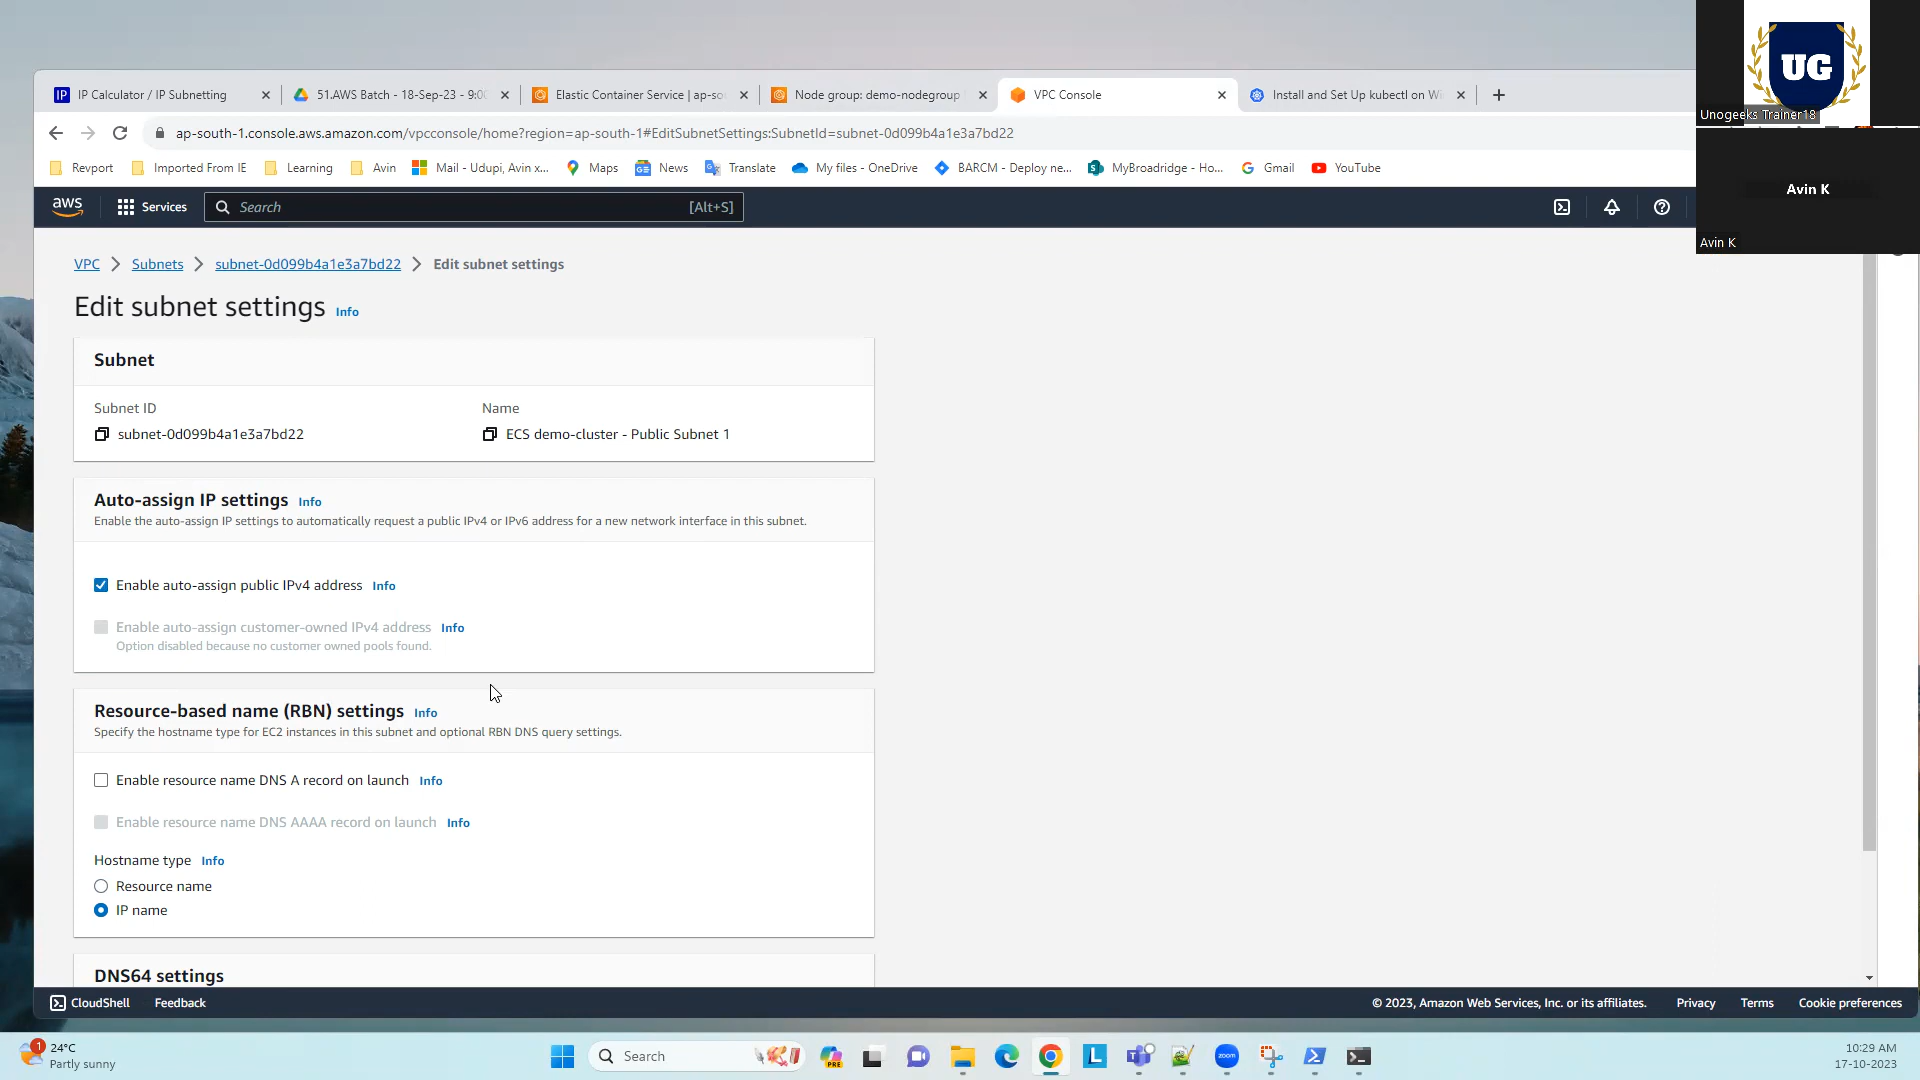 UG
Unogeeks Trainer18
Avin K
Avin K
IP Calculator / IP Subnetting
51.AWS Batch - 18-Sep-23 - 9:0
Elastic Container Service | ap-so
Node group: demo-nodegroup
VPC Console
Install and Set Up kubectl on Wi
ap-south-1.console.aws.amazon.com/vpcconsole/home?region=ap-south-1#EditSubnetSettings:SubnetId=subnet-0d099b4a1e3a7bd22
Revport
Imported From IE
Learning
Avin
Mail - Udupi, Avin x...
Maps
News
Translate
My files - OneDrive
BARCM - Deploy ne...
MyBroadridge - Ho...
Gmail
YouTube
aws
Services
Search
[Alt+S]
VPC
Subnets
subnet-0d099b4a1e3a7bd22
Edit subnet settings
Edit subnet settings Info
Subnet
Subnet ID
Name
subnet-0d099b4a1e3a7bd22
ECS demo-cluster - Public Subnet 1
Auto-assign IP settings Info
Enable the auto-assign IP settings to automatically request a public IPv4 or IPv6 address for a new network interface in this subnet.
Enable auto-assign public IPv4 address Info
Enable auto-assign customer-owned IPv4 address Info
Option disabled because no customer owned pools found.
Resource-based name (RBN) settings Info
Specify the hostname type for EC2 instances in this subnet and optional RBN DNS query settings.
Enable resource name DNS A record on launch Info
Enable resource name DNS AAAA record on launch Info
Hostname type Info
Resource name
IP name
DNS64 settings
CloudShell
Feedback
© 2023, Amazon Web Services, Inc. or its affiliates.
Privacy
Terms
Cookie preferences
1
24°C
Partly sunny
Search
PRE
L
zoom
10:29 AM
17-10-2023